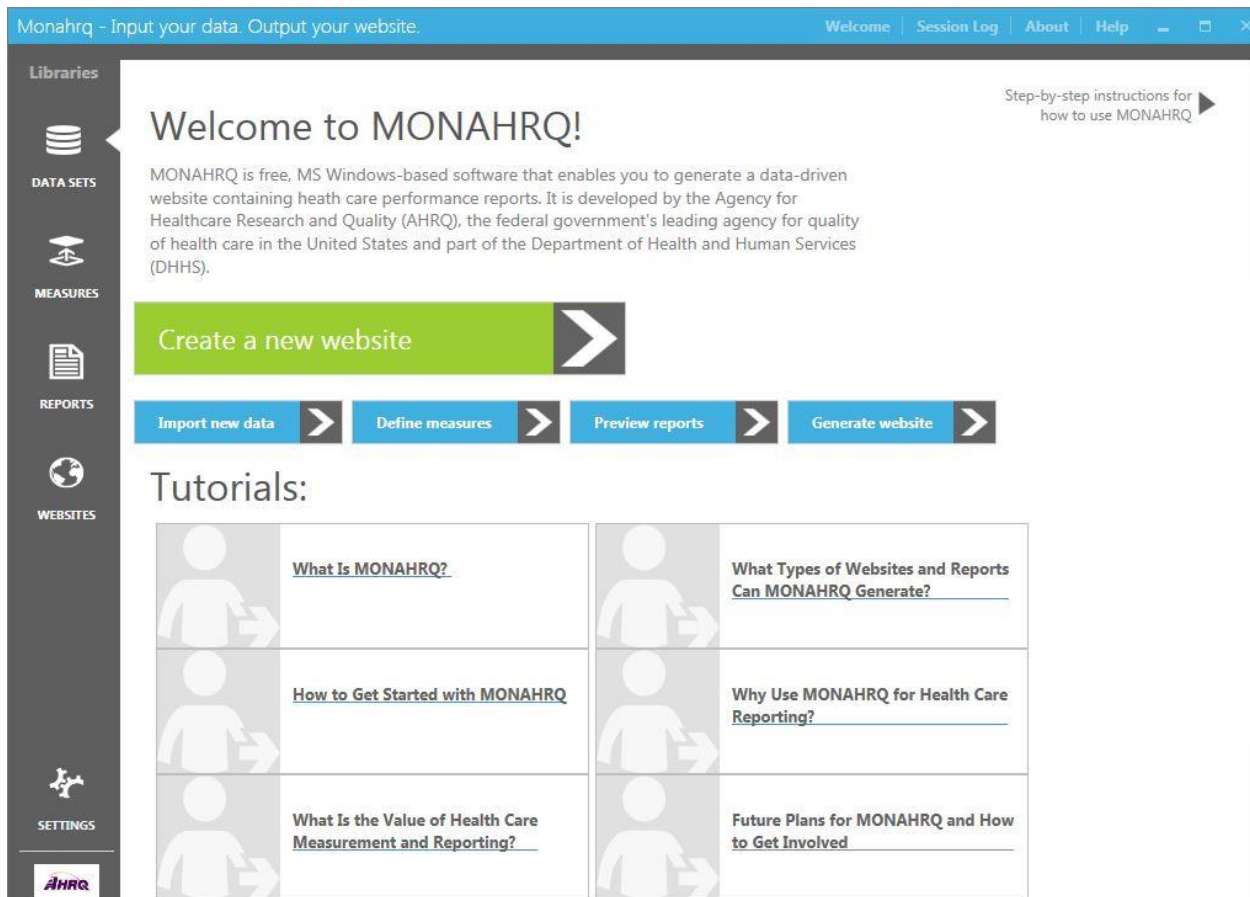 Monahrq - Input your data. Output your website.
Welcome | Session Log | About | Help
Libraries
DATA SETS
MEASURES
REPORTS
WEBSITES
SETTINGS
AHRQ
Step-by-step instructions for
how to use MONAHRQ
Welcome to MONAHRQ!
MONAHRQ is free, MS Windows-based software that enables you to generate a data-driven
website containing heath care performance reports. It is developed by the Agency for
Healthcare Research and Quality (AHRQ), the federal government's leading agency for quality
of health care in the United States and part of the Department of Health and Human Services
(DHHS).
Create a new website
Import new data
Define measures
Preview reports
Generate website
Tutorials:
What Is MONAHRQ?
What Types of Websites and Reports
Can MONAHRQ Generate?
How to Get Started with MONAHRQ
Why Use MONAHRQ for Health Care
Reporting?
What Is the Value of Health Care
Measurement and Reporting?
Future Plans for MONAHRQ and How
to Get Involved